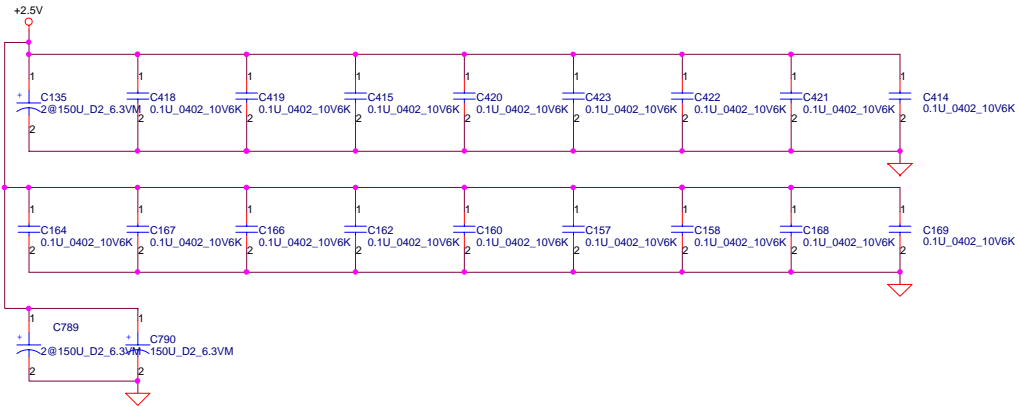 +2.5V
1 1 1 1 1 1 1 1 1
+ C135 C418 C419 C415 C420 C423 C422 C421 C414
2@150U_D2_6.3VM 0.1U_0402_10V6K 0.1U_0402_10V6K 0.1U_0402_10V6K 0.1U_0402_10V6K 0.1U_0402_10V6K 0.1U_0402_10V6K 0.1U_0402_10V6K 0.1U_0402_10V6K
2 2 2 2 2 2 2 2 2
1 1 1 1 1 1 1 1 1
C164 C167 C166 C162 C160 C157 C158 C168 C169
0.1U_0402_10V6K 0.1U_0402_10V6K 0.1U_0402_10V6K 0.1U_0402_10V6K 0.1U_0402_10V6K 0.1U_0402_10V6K 0.1U_0402_10V6K 0.1U_0402_10V6K 0.1U_0402_10V6K
2 2 2 2 2 2 2 2 2
1 1
C789
+ + C790
2@150U_D2_6.3VM 150U_D2_6.3VM
2 2